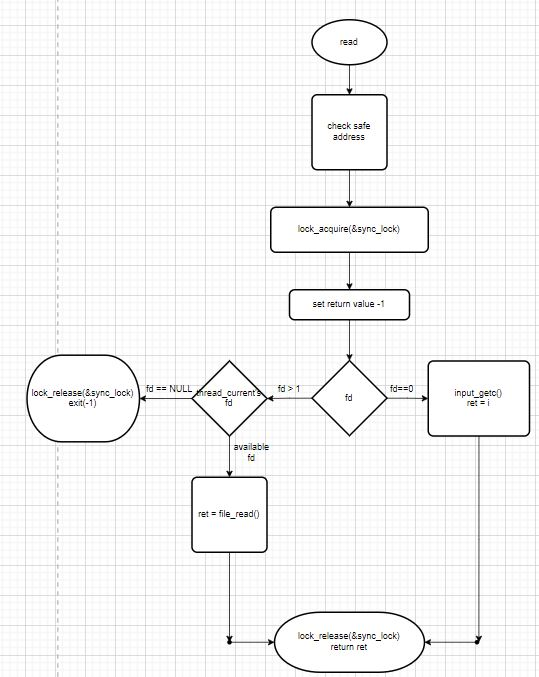 read
check safe
address
lock_acquire(&sync_lock)
set return value -1
fd
fd > 1
fd==0
input_getc()
ret = i
thread_current's
fd
fd == NULL
lock_release(&sync_lock)
exit(-1)
available
fd
ret = file_read()
lock_release(&sync_lock)
return ret